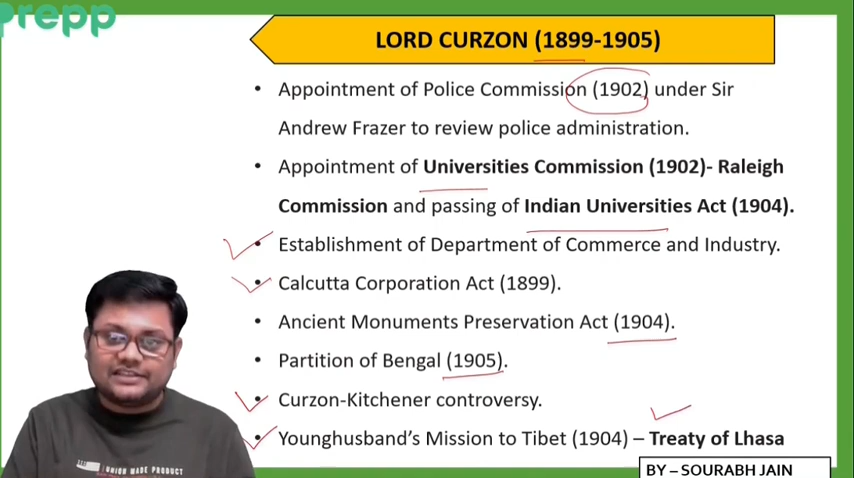 prepp
LORD CURZON (1899-1905)
• Appointment of Police Commission (1902) under Sir
Andrew Frazer to review police administration.
• Appointment of Universities Commission (1902)- Raleigh
Commission and passing of Indian Universities Act (1904).
• Establishment of Department of Commerce and Industry.
• Calcutta Corporation Act (1899).
• Ancient Monuments Preservation Act (1904).
• Partition of Bengal (1905).
• Curzon-Kitchener controversy.
• Younghusband's Mission to Tibet (1904) – Treaty of Lhasa
UNION MADE PRODUCT
BY – SOURABH JAIN